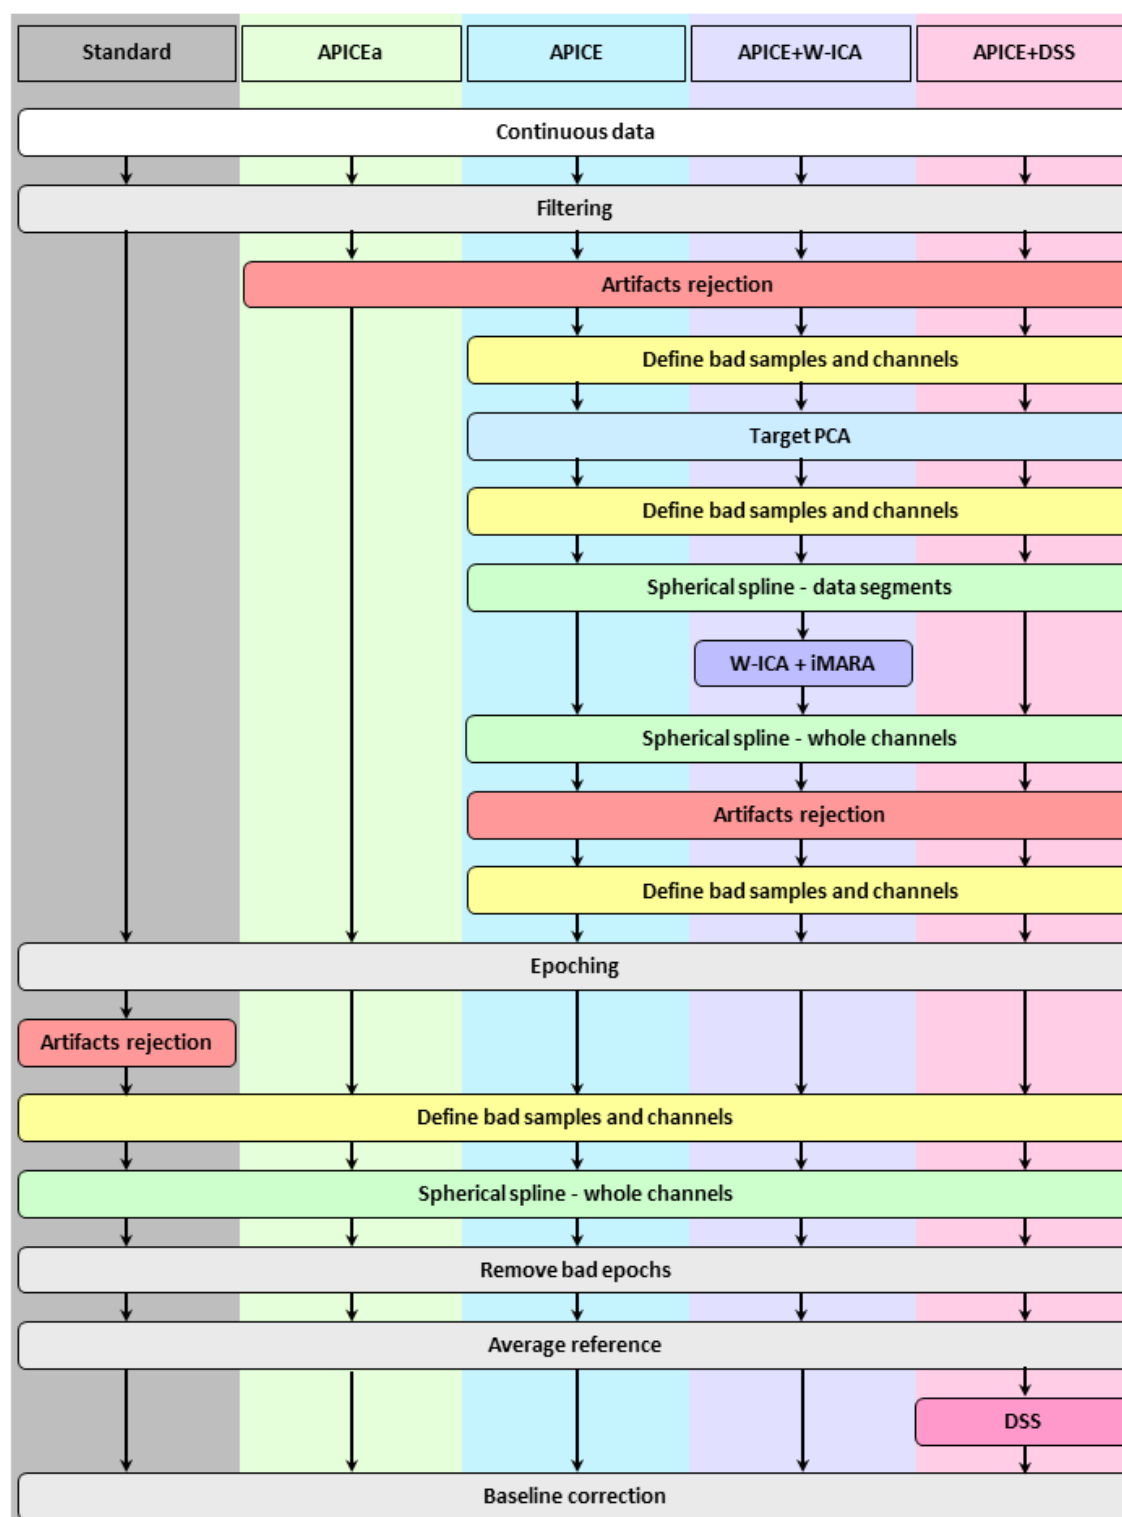 Standard
APICEa
APICE
APICE+W-ICA
APICE+DSS
Continuous data
Filtering
Artifacts rejection
Define bad samples and channels
Target PCA
Define bad samples and channels
Spherical spline - data segments
W-ICA + iMARA
Spherical spline - whole channels
Artifacts rejection
Define bad samples and channels
Epoching
Artifacts rejection
Define bad samples and channels
Spherical spline - whole channels
Remove bad epochs
Average reference
DSS
Baseline correction